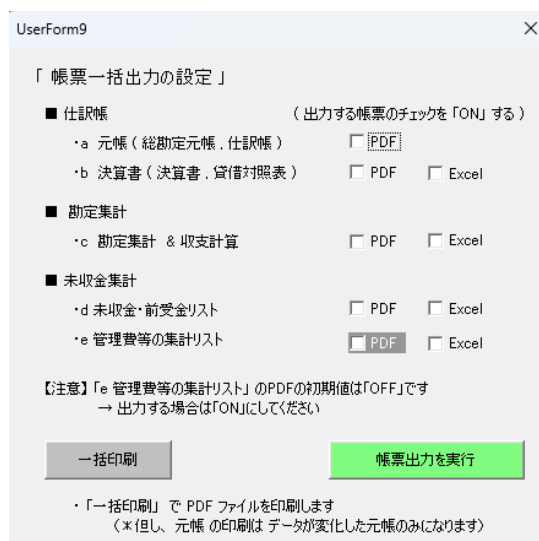 UserForm9
「 帳票一括出力の設定 」
■ 仕訳帳 ( 出力する帳票のチェックを 「ON」 する )
・a 元帳 ( 総勘定元帳 , 仕訳帳 ) PDF
・b 決算書 ( 決算書 , 貸借対照表 ) PDF Excel
■ 勘定集計
・c 勘定集計 & 収支計算 PDF Excel
■ 未収金集計
・d 未収金・前受金リスト PDF Excel
・e 管理費等の集計リスト PDF Excel
【注意】「e 管理費等の集計リスト」 のPDFの初期値は「OFF」です
→ 出力する場合は「ON」にしてください
一括印刷 帳票出力を実行
・「一括印刷」 で PDF ファイルを印刷します
(＊但し、元帳 の印刷は データが変化した元帳のみになります)